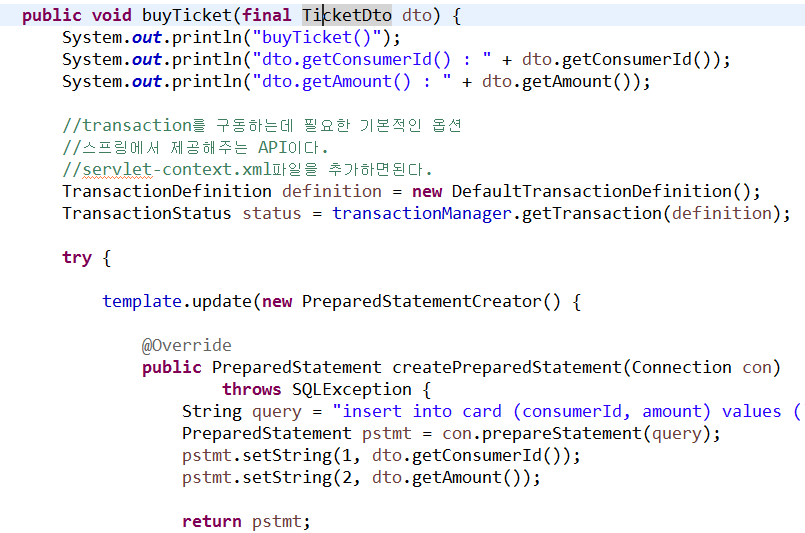 public void buyTicket(final TicketDto dto) {
System.out.println("buyTicket()");
System.out.println("dto.getConsumerId() : " + dto.getConsumerId());
System.out.println("dto.getAmount() : " + dto.getAmount());
//transaction를 구동하는데 필요한 기본적인 옵션
//스프링에서 제공해주는 API이다.
//servlet-context.xml파일을 추가하면된다.
TransactionDefinition definition = new DefaultTransactionDefinition();
TransactionStatus status = transactionManager.getTransaction(definition);
try {
template.update(new PreparedStatementCreator() {
@Override
public PreparedStatement createPreparedStatement(Connection con)
throws SQLException {
String query = "insert into card (consumerId, amount) values (
PreparedStatement pstmt = con.prepareStatement(query);
pstmt.setString(1, dto.getConsumerId());
pstmt.setString(2, dto.getAmount());
return pstmt;